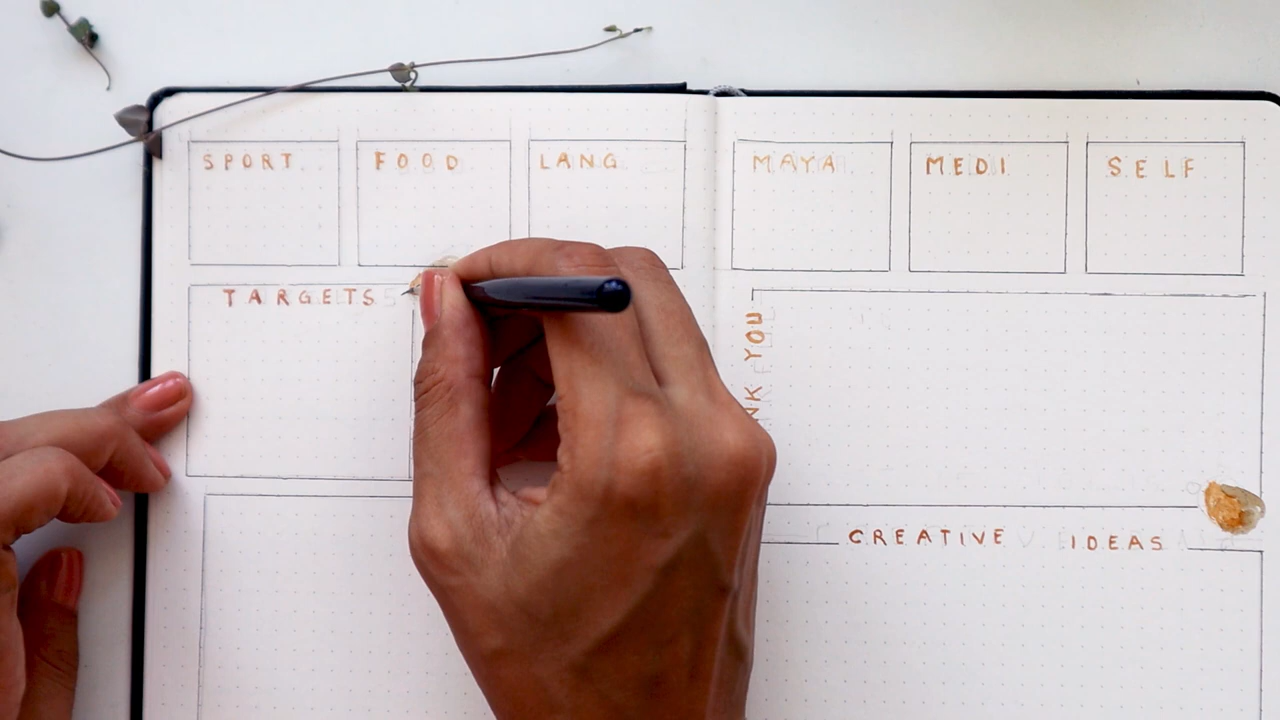 SPORT
FOOD
LANG
MAYA
MEDI
SELF
TARGETS
YOU
CREATIVE IDEAS